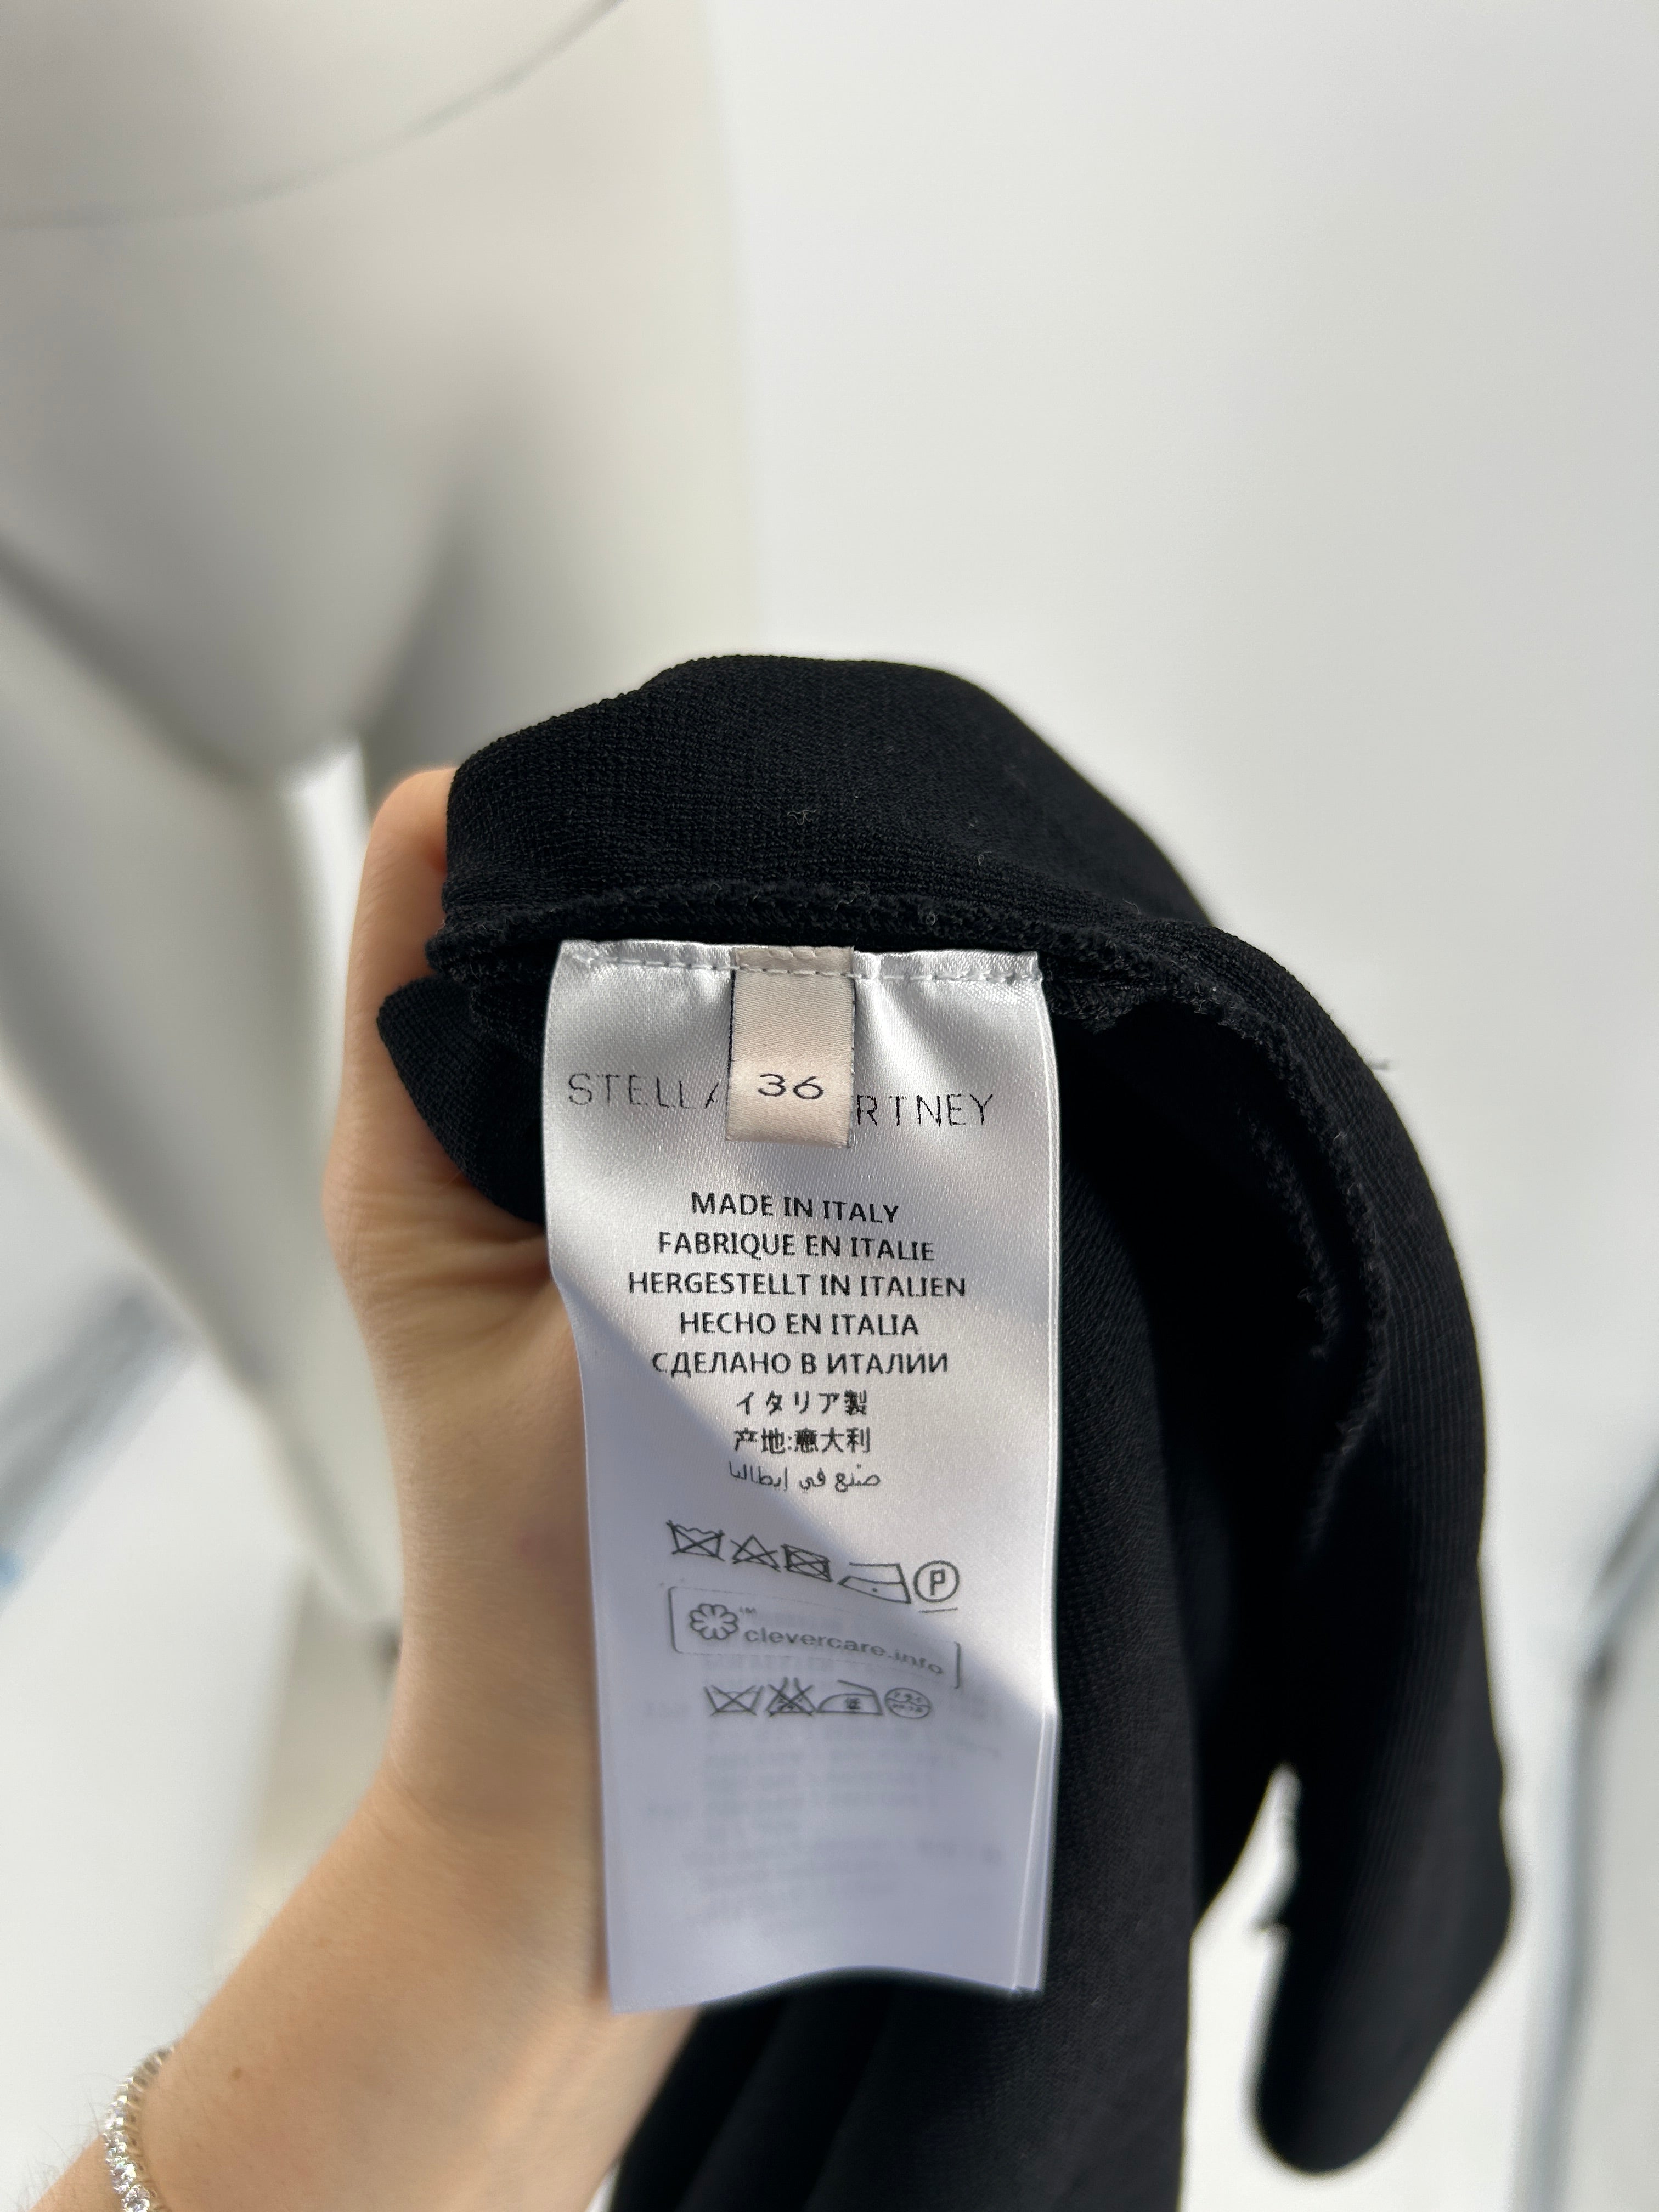 STELLA RTNEY
36
MADE IN ITALY
FABRIQUE EN ITALIE
HERGESTELLT IN ITALIEN
HECHO EN ITALIA
СДЕЛАНО В ИТАЛИИ
イタリア製
产地:意大利
صنع في إيطاليا
P
clevercare.info